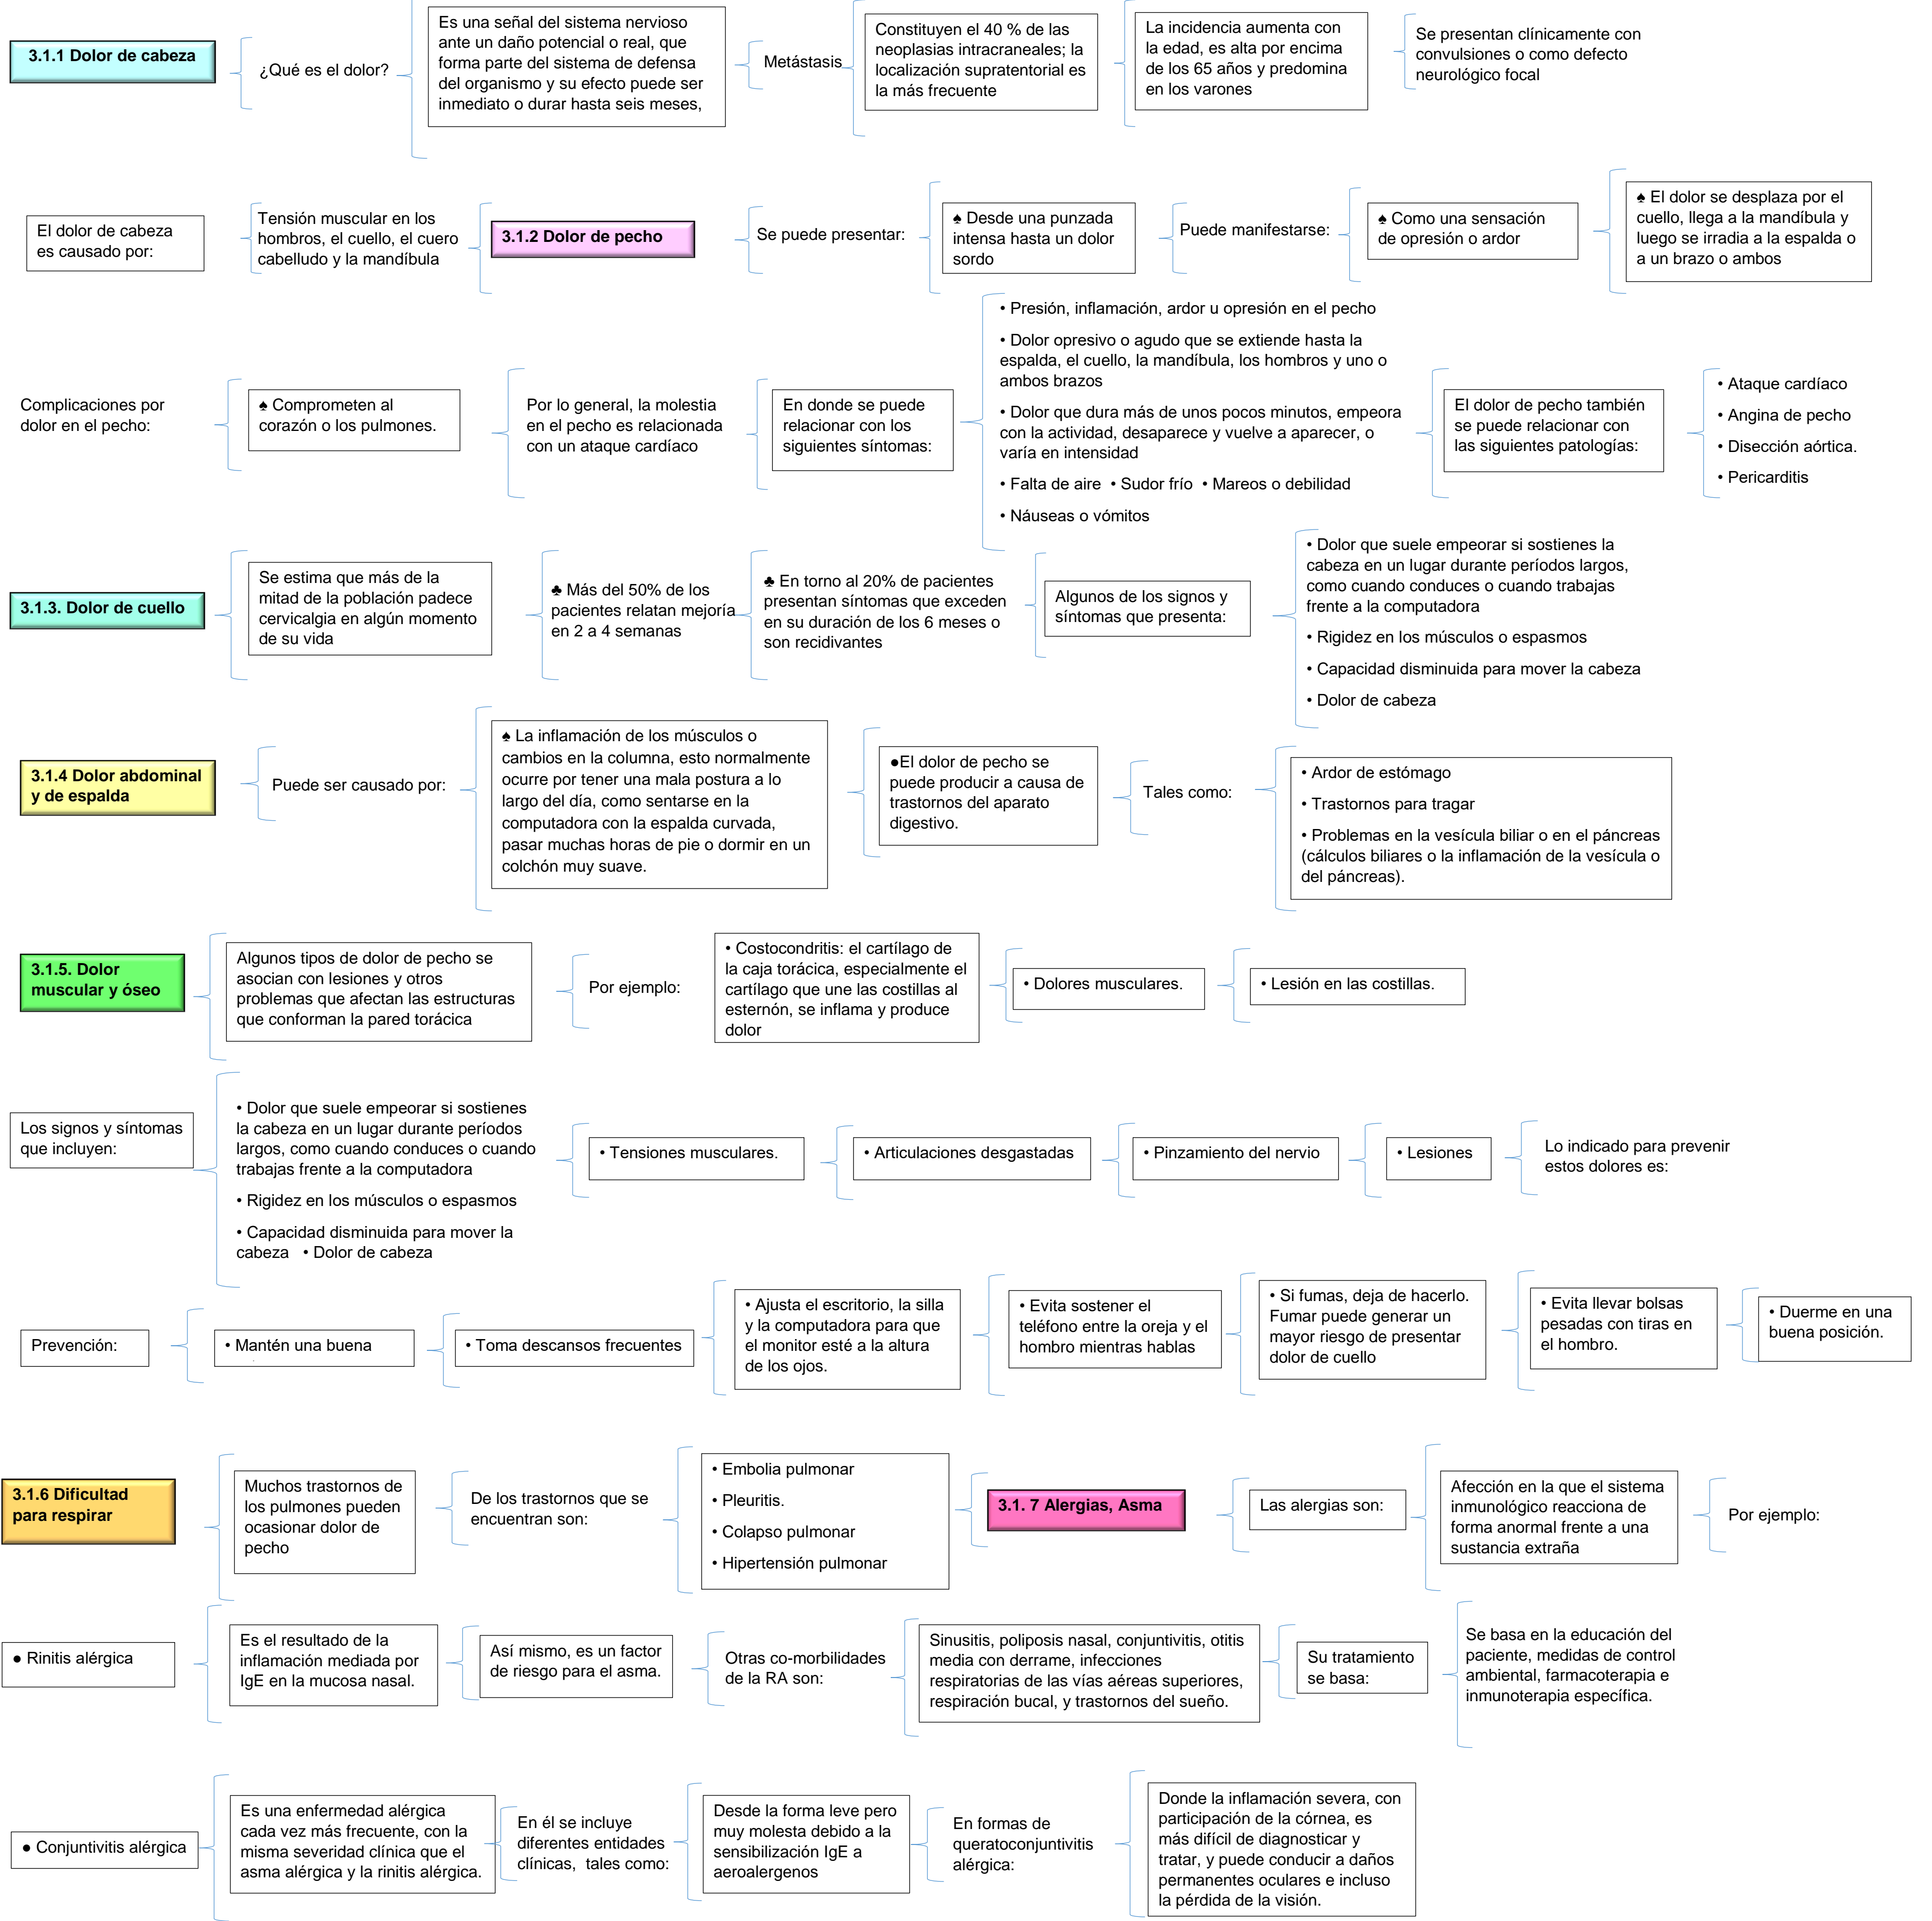 3.1.1 Dolor de cabeza
¿Qué es el dolor?
Es una señal del sistema nervioso
ante un daño potencial o real, que
forma parte del sistema de defensa
del organismo y su efecto puede ser
inmediato o durar hasta seis meses,
Metástasis
Constituyen el 40 % de las
neoplasias intracraneales; la
localización supratentorial es
la más frecuente
La incidencia aumenta con
la edad, es alta por encima
de los 65 años y predomina
en los varones
Se presentan clínicamente con
convulsiones o como defecto
neurológico focal
El dolor de cabeza
es causado por:
Tensión muscular en los
hombros, el cuello, el cuero
cabelludo y la mandíbula
3.1.2 Dolor de pecho
Se puede presentar:
♠ Desde una punzada
intensa hasta un dolor
sordo
Puede manifestarse:
♠ Como una sensación
de opresión o ardor
♠ El dolor se desplaza por el
cuello, llega a la mandíbula y
luego se irradia a la espalda o
a un brazo o ambos
Complicaciones por
dolor en el pecho:
♠ Comprometen al
corazón o los pulmones.
Por lo general, la molestia
en el pecho es relacionada
con un ataque cardíaco
En donde se puede
relacionar con los
siguientes síntomas:
• Presión, inflamación, ardor u opresión en el pecho
• Dolor opresivo o agudo que se extiende hasta la
espalda, el cuello, la mandíbula, los hombros y uno o
ambos brazos
• Dolor que dura más de unos pocos minutos, empeora
con la actividad, desaparece y vuelve a aparecer, o
varía en intensidad
• Falta de aire • Sudor frío • Mareos o debilidad
• Náuseas o vómitos
El dolor de pecho también
se puede relacionar con
las siguientes patologías:
• Ataque cardíaco
• Angina de pecho
• Disección aórtica.
• Pericarditis
3.1.3. Dolor de cuello
Se estima que más de la
mitad de la población padece
cervicalgia en algún momento
de su vida
♣ Más del 50% de los
pacientes relatan mejoría
en 2 a 4 semanas
♣ En torno al 20% de pacientes
presentan síntomas que exceden
en su duración de los 6 meses o
son recidivantes
Algunos de los signos y
síntomas que presenta:
• Dolor que suele empeorar si sostienes la
cabeza en un lugar durante períodos largos,
como cuando conduces o cuando trabajas
frente a la computadora
• Rigidez en los músculos o espasmos
• Capacidad disminuida para mover la cabeza
• Dolor de cabeza
3.1.4 Dolor abdominal
y de espalda
Puede ser causado por:
♠ La inflamación de los músculos o
cambios en la columna, esto normalmente
ocurre por tener una mala postura a lo
largo del día, como sentarse en la
computadora con la espalda curvada,
pasar muchas horas de pie o dormir en un
colchón muy suave.
●El dolor de pecho se
puede producir a causa de
trastornos del aparato
digestivo.
Tales como:
• Ardor de estómago
• Trastornos para tragar
• Problemas en la vesícula biliar o en el páncreas
(cálculos biliares o la inflamación de la vesícula o
del páncreas).
3.1.5. Dolor
muscular y óseo
Algunos tipos de dolor de pecho se
asocian con lesiones y otros
problemas que afectan las estructuras
que conforman la pared torácica
Por ejemplo:
• Costocondritis: el cartílago de
la caja torácica, especialmente el
cartílago que une las costillas al
esternón, se inflama y produce
dolor
• Dolores musculares.
• Lesión en las costillas.
Los signos y síntomas
que incluyen:
• Dolor que suele empeorar si sostienes
la cabeza en un lugar durante períodos
largos, como cuando conduces o cuando
trabajas frente a la computadora
• Rigidez en los músculos o espasmos
• Capacidad disminuida para mover la
cabeza • Dolor de cabeza
• Tensiones musculares.
• Articulaciones desgastadas
• Pinzamiento del nervio
• Lesiones
Lo indicado para prevenir
estos dolores es:
Prevención:
• Mantén una buena
• Toma descansos frecuentes
• Ajusta el escritorio, la silla
y la computadora para que
el monitor esté a la altura
de los ojos.
• Evita sostener el
teléfono entre la oreja y el
hombro mientras hablas
• Si fumas, deja de hacerlo.
Fumar puede generar un
mayor riesgo de presentar
dolor de cuello
• Evita llevar bolsas
pesadas con tiras en
el hombro.
• Duerme en una
buena posición.
3.1.6 Dificultad
para respirar
Muchos trastornos de
los pulmones pueden
ocasionar dolor de
pecho
De los trastornos que se
encuentran son:
• Embolia pulmonar
• Pleuritis.
• Colapso pulmonar
• Hipertensión pulmonar
3.1. 7 Alergias, Asma
Las alergias son:
Afección en la que el sistema
inmunológico reacciona de
forma anormal frente a una
sustancia extraña
Por ejemplo:
● Rinitis alérgica
Es el resultado de la
inflamación mediada por
IgE en la mucosa nasal.
Así mismo, es un factor
de riesgo para el asma.
Otras co-morbilidades
de la RA son:
Sinusitis, poliposis nasal, conjuntivitis, otitis
media con derrame, infecciones
respiratorias de las vías aéreas superiores,
respiración bucal, y trastornos del sueño.
Su tratamiento
se basa:
Se basa en la educación del
paciente, medidas de control
ambiental, farmacoterapia e
inmunoterapia específica.
● Conjuntivitis alérgica
Es una enfermedad alérgica
cada vez más frecuente, con la
misma severidad clínica que el
asma alérgica y la rinitis alérgica.
En él se incluye
diferentes entidades
clínicas, tales como:
Desde la forma leve pero
muy molesta debido a la
sensibilización IgE a
aeroalergenos
En formas de
queratoconjuntivitis
alérgica:
Donde la inflamación severa, con
participación de la córnea, es
más difícil de diagnosticar y
tratar, y puede conducir a daños
permanentes oculares e incluso
la pérdida de la visión.